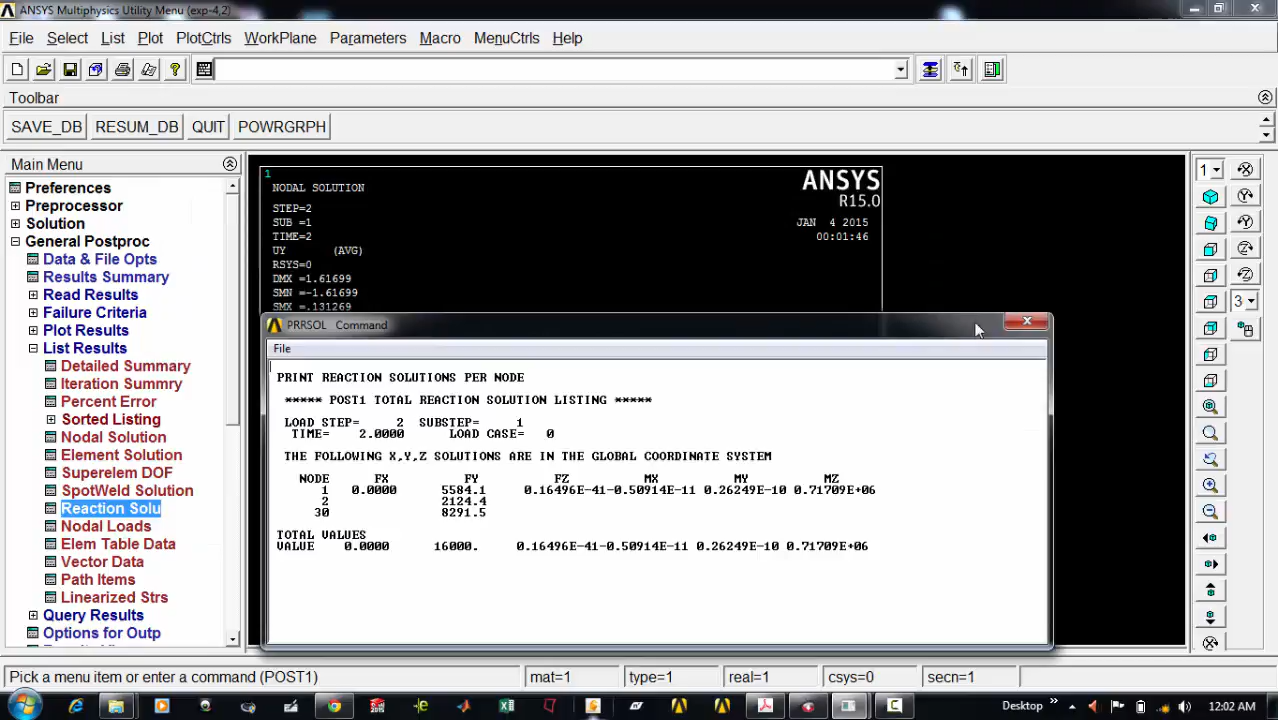 ANSYS Multiphysics Utility Menu (exp-4,2)
File Select List Plot PlotCtrls WorkPlane Parameters Macro MenuCtrls Help
Toolbar
SAVE_DB RESUM_DB QUIT POWRGRPH
Main Menu
Preferences
Preprocessor
Solution
General Postproc
Data & File Opts
Results Summary
Read Results
Failure Criteria
Plot Results
List Results
Detailed Summary
Iteration Summry
Percent Error
Sorted Listing
Nodal Solution
Element Solution
Superelem DOF
SpotWeld Solution
Reaction Solu
Nodal Loads
Elem Table Data
Vector Data
Path Items
Linearized Strs
Query Results
Options for Outp
1
NODAL SOLUTION
STEP=2
SUB =1
TIME=2
UY (AVG)
RSYS=0
DMX =1.61699
SMN =-1.61699
SMX =.131269
ANSYS
R15.0
JAN 4 2015
00:01:46
1
3
PRRSOL Command
File
PRINT REACTION SOLUTIONS PER NODE
***** POST1 TOTAL REACTION SOLUTION LISTING *****
LOAD STEP= 2 SUBSTEP= 1
TIME= 2.0000 LOAD CASE= 0
THE FOLLOWING X,Y,Z SOLUTIONS ARE IN THE GLOBAL COORDINATE SYSTEM
NODE FX FY FZ MX MY MZ
1 0.0000 5584.1 0.16496E-41-0.50914E-11 0.26249E-10 0.71709E+06
2 2124.4
30 8291.5
TOTAL VALUES
VALUE 0.0000 16000. 0.16496E-41-0.50914E-11 0.26249E-10 0.71709E+06
Pick a menu item or enter a command (POST1) mat=1 type=1 real=1 csys=0 secn=1
Desktop 12:02 AM